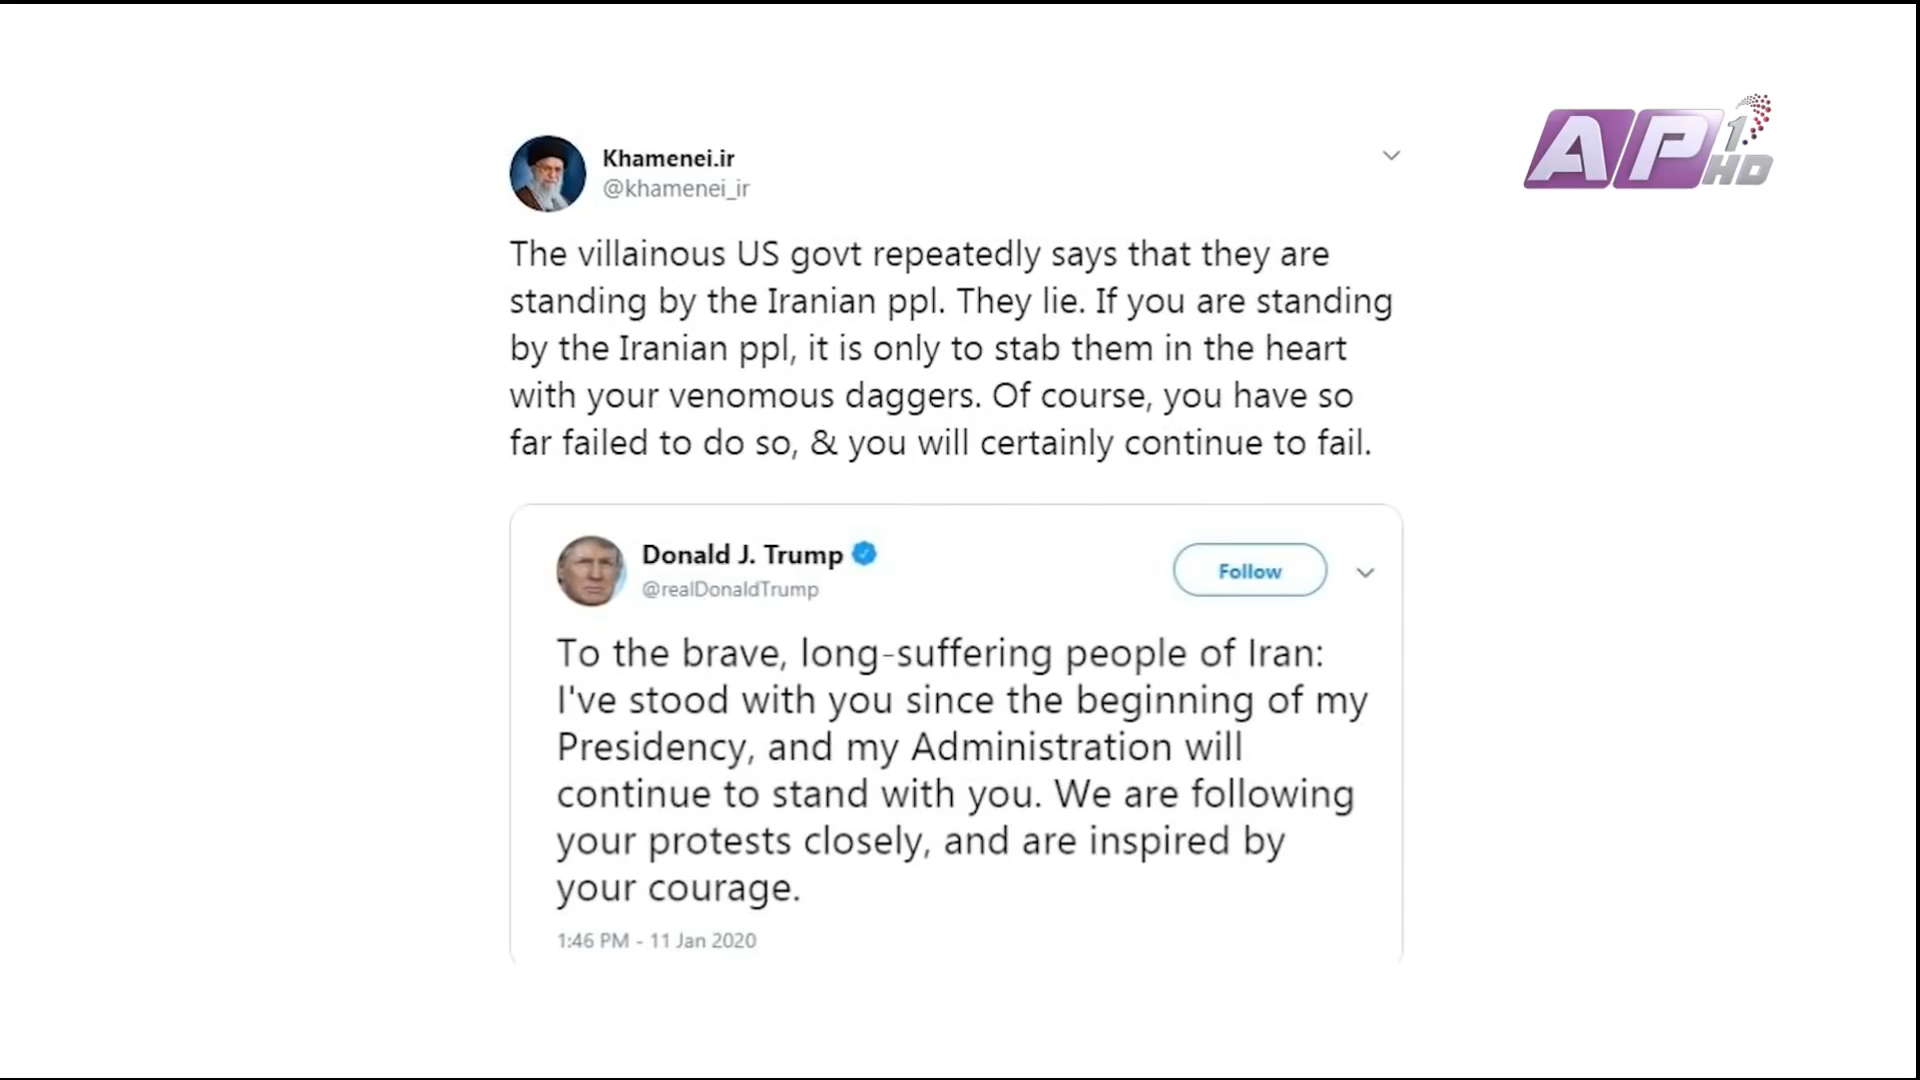 AP1 HD
Khamenei.ir
@khamenei_ir
The villainous US govt repeatedly says that they are
standing by the Iranian ppl. They lie. If you are standing
by the Iranian ppl, it is only to stab them in the heart
with your venomous daggers. Of course, you have so
far failed to do so, & you will certainly continue to fail.
Donald J. Trump
@realDonaldTrump
Follow
To the brave, long-suffering people of Iran:
I've stood with you since the beginning of my
Presidency, and my Administration will
continue to stand with you. We are following
your protests closely, and are inspired by
your courage.
1:46 PM - 11 Jan 2020